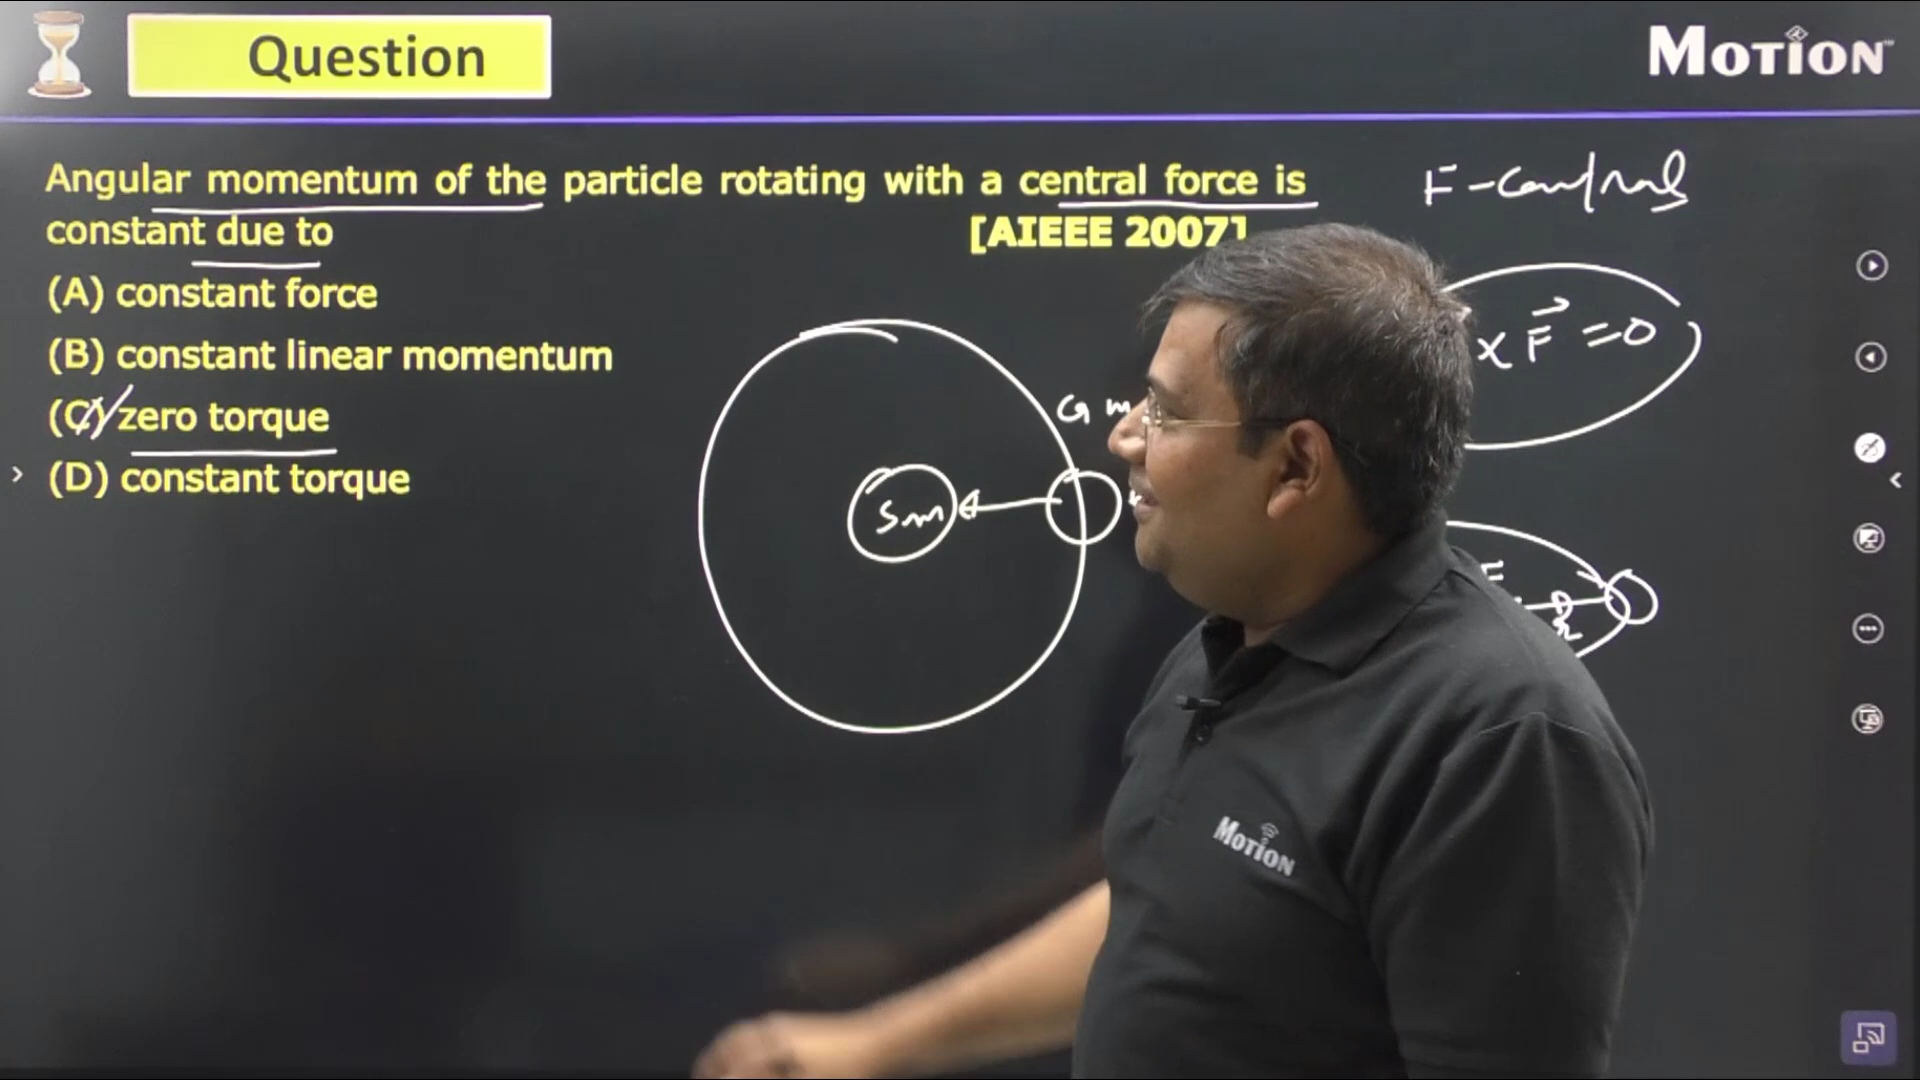 Question
MOTION
Angular momentum of the particle rotating with a central force is
constant due to
[AIEEE 2007]
(A) constant force
(B) constant linear momentum
(C) zero torque
(D) constant torque
F-central
x F = 0
G m
Sm
F
r
MOTION